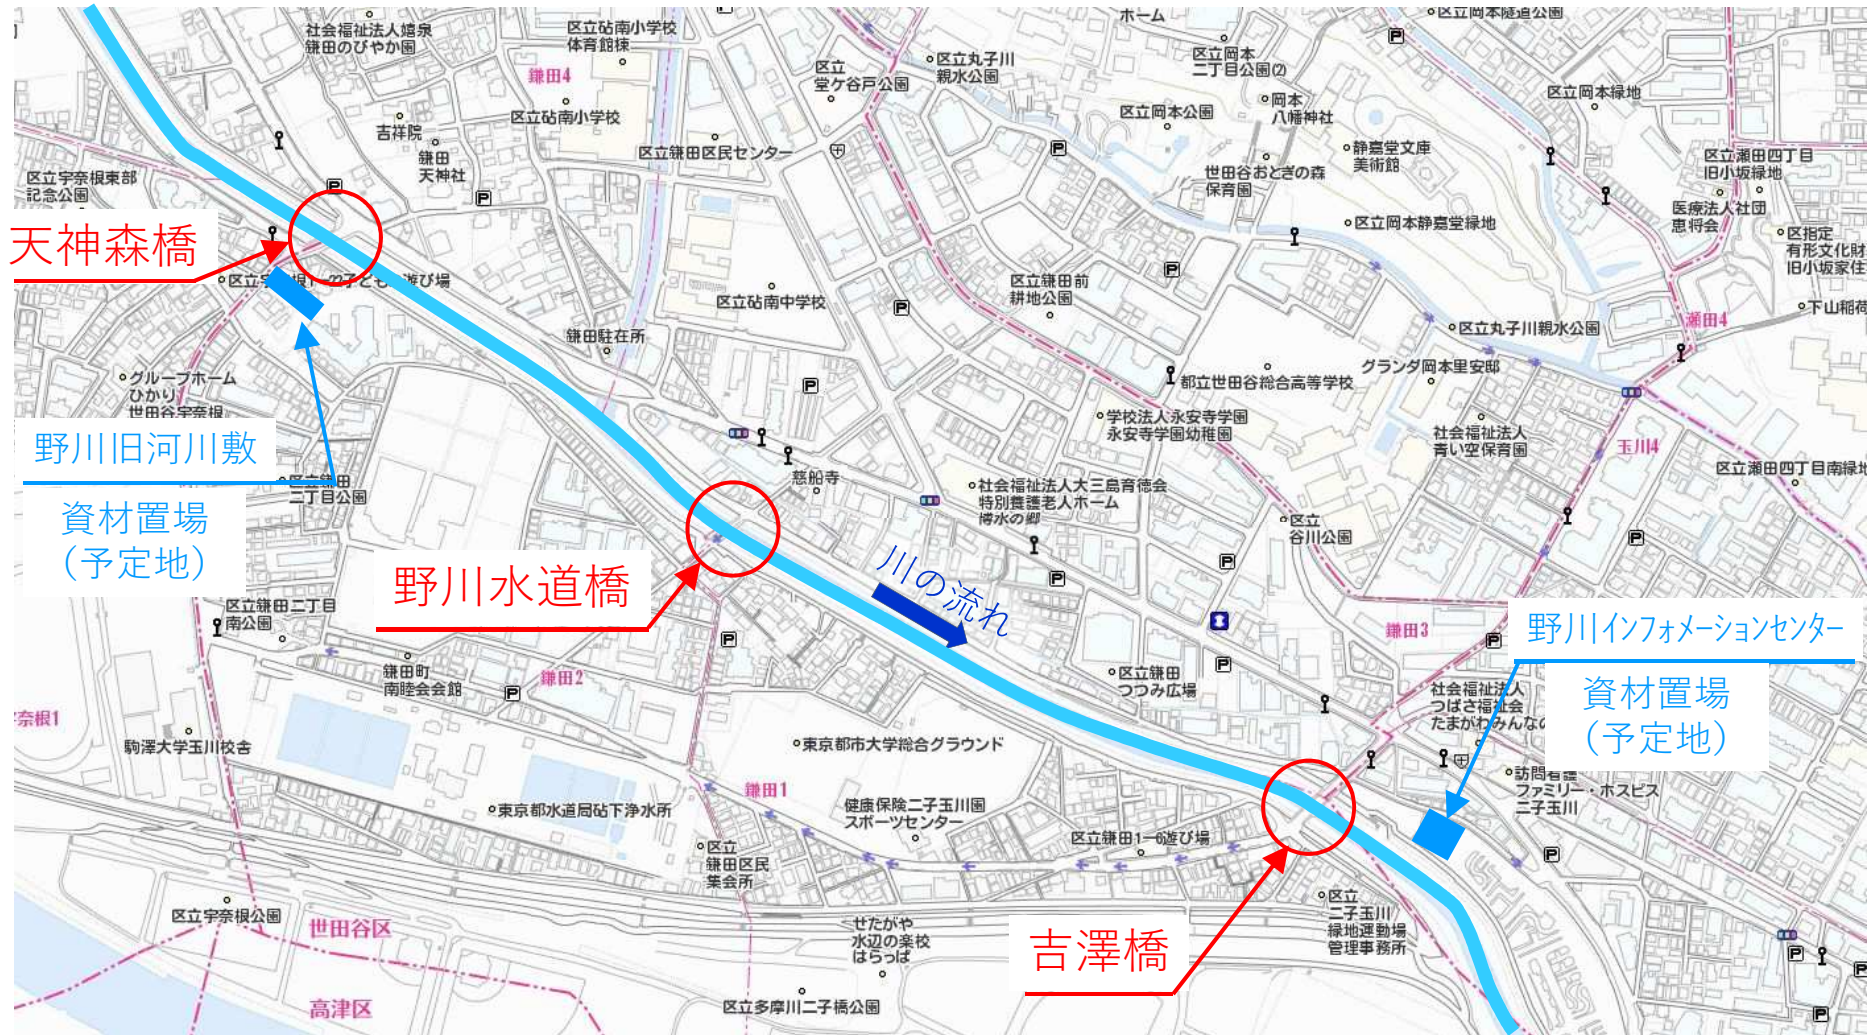 ホーム
区立岡本隧道公園
社会福祉法人嬉泉
鎌田のびやか園
区立砧南小学校
体育館棟
鎌田4
区立
堂ケ谷戸公園
区立丸子川
親水公園
区立岡本
二丁目公園(2)
区立岡本緑地
区立砧南小学校
吉祥院
区立岡本公園
岡本
八幡神社
鎌田
天神社
区立鎌田区民センター
静嘉堂文庫
美術館
世田谷おとぎの森
保育園
区立瀬田四丁目
旧小坂緑地
区立宇奈根東部
記念公園
医療法人社団
恵将会
天神森橋
区立岡本静嘉堂緑地
区指定
有形文化財
旧小坂家住
区立鎌田前
耕地公園
区立砧南中学校
下山稲荷
瀬田4
鎌田駐在所
区立丸子川親水公園
グループホーム
ひかり
世田谷宇奈根
都立世田谷総合高等学校
グランダ岡本里安邸
学校法人永安寺学園
永安寺学園幼稚園
社会福祉法人
青い空保育園
玉川4
野川旧河川敷
資材置場
(予定地)
区立鎌田
二丁目公園
慈船寺
社会福祉法人大三島育徳会
特別養護老人ホーム
博水の郷
区立瀬田四丁目南緑地
区立
谷川公園
野川水道橋
川の流れ
区立鎌田二丁目
南公園
鎌田3
野川インフォメーションセンター
資材置場
(予定地)
鎌田町
南睦会会館
鎌田2
区立鎌田
つつみ広場
社会福祉法人
つばさ福祉会
たまがわみんなの
奈根1
駒澤大学玉川校舎
東京都市大学総合グラウンド
訪問看護
ファミリー・ホスピス
二子玉川
鎌田1
東京都水道局砧下浄水所
健康保険二子玉川園
スポーツセンター
区立鎌田1-6遊び場
区立
鎌田区民
集会所
区立宇奈根公園
世田谷区
せたがや
水辺の楽校
はらっぱ
吉澤橋
区立
二子玉川
緑地運動場
管理事務所
高津区
区立多摩川二子橋公園